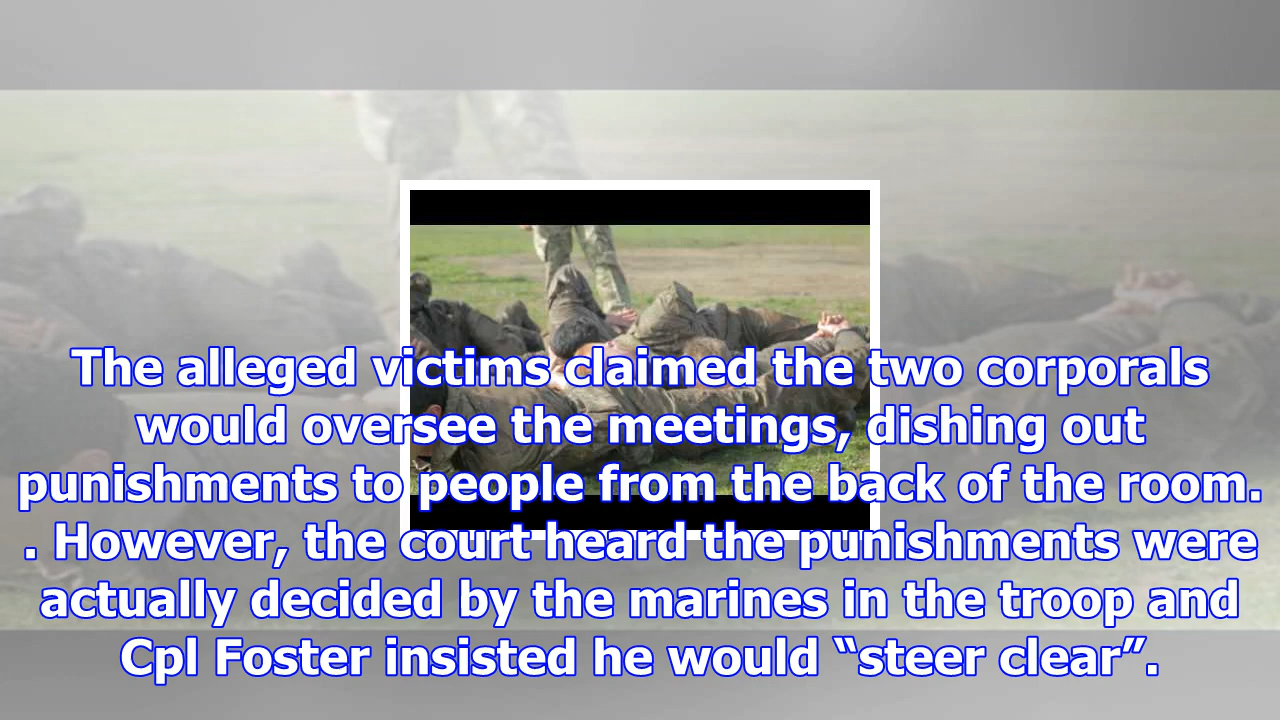 The alleged victims claimed the two corporals
would oversee the meetings, dishing out
punishments to people from the back of the room.
. However, the court heard the punishments were
actually decided by the marines in the troop and
Cpl Foster insisted he would “steer clear”.